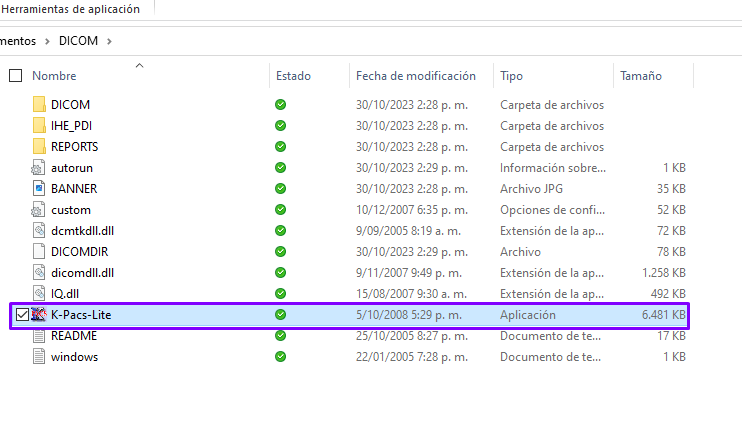 Herramientas de aplicación
mentos > DICOM >
Nombre Estado Fecha de modificación Tipo Tamaño
DICOM 30/10/2023 2:28 p. m. Carpeta de archivos
IHE_PDI 30/10/2023 2:28 p. m. Carpeta de archivos
REPORTS 30/10/2023 2:28 p. m. Carpeta de archivos
autorun 30/10/2023 2:29 p. m. Información sobre... 1 KB
BANNER 30/10/2023 2:28 p. m. Archivo JPG 35 KB
custom 10/12/2007 6:35 p. m. Opciones de confi... 52 KB
dcmtkdll.dll 9/09/2005 8:19 a. m. Extensión de la ap... 72 KB
DICOMDIR 30/10/2023 2:29 p. m. Archivo 78 KB
dicomdll.dll 9/11/2007 9:49 p. m. Extensión de la ap... 1.258 KB
IQ.dll 15/08/2007 9:30 a. m. Extensión de la ap... 492 KB
K-Pacs-Lite 5/10/2008 5:29 p. m. Aplicación 6.481 KB
README 25/10/2005 8:27 p. m. Documento de te... 17 KB
windows 22/01/2005 7:28 p. m. Documento de te... 1 KB